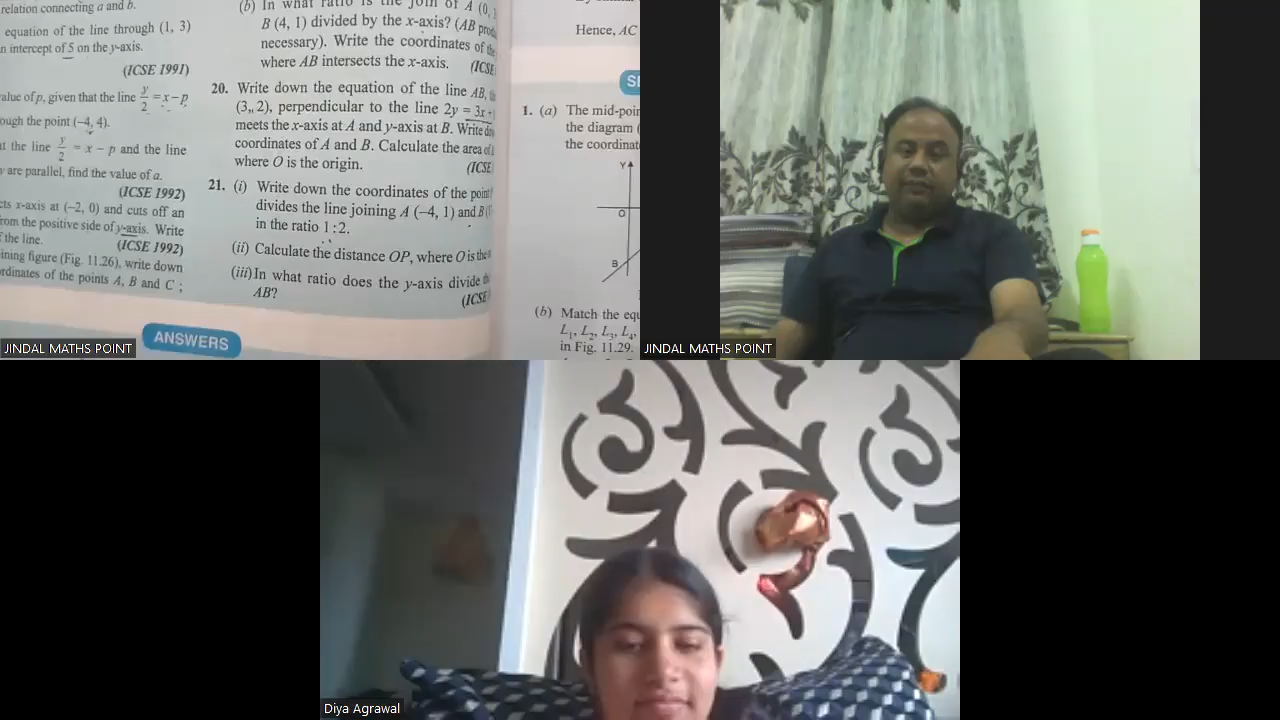 relation connecting a and b.
equation of the line through (1, 3)
n intercept of 5 on the y-axis.
(ICSE 1991)
alue of p, given that the line y/2 = x – p
ough the point (–4, 4).
at the line y/2 = x – p and the line
are parallel, find the value of a.
(ICSE 1992)
cts x-axis at (–2, 0) and cuts off an
rom the positive side of y-axis. Write
f the line.
(ICSE 1992)
ining figure (Fig. 11.26), write down
rdinates of the points A, B and C ;
(b) In what ratio is the join of A (0,
B (4, 1) divided by the x-axis? (AB
necessary). Write the coordinates of
where AB intersects the x-axis. (ICSE
20. Write down the equation of the line AB,
(3, 2), perpendicular to the line 2y = 3x
meets the x-axis at A and y-axis at B. Write
coordinates of A and B. Calculate the area of
where O is the origin. (ICSE
21. (i) Write down the coordinates of the point
divides the line joining A (–4, 1) and B
in the ratio 1 : 2.
(ii) Calculate the distance OP, where O is the
(iii) In what ratio does the y-axis divide
AB? (ICSE
ANSWERS
Hence, AC
1. (a) The mid-poi
the diagram (
the coordinat
Y
O
B
(b) Match the equ
L1, L2, L3, L4,
in Fig. 11.29.
JINDAL MATHS POINT
JINDAL MATHS POINT
Diya Agrawal